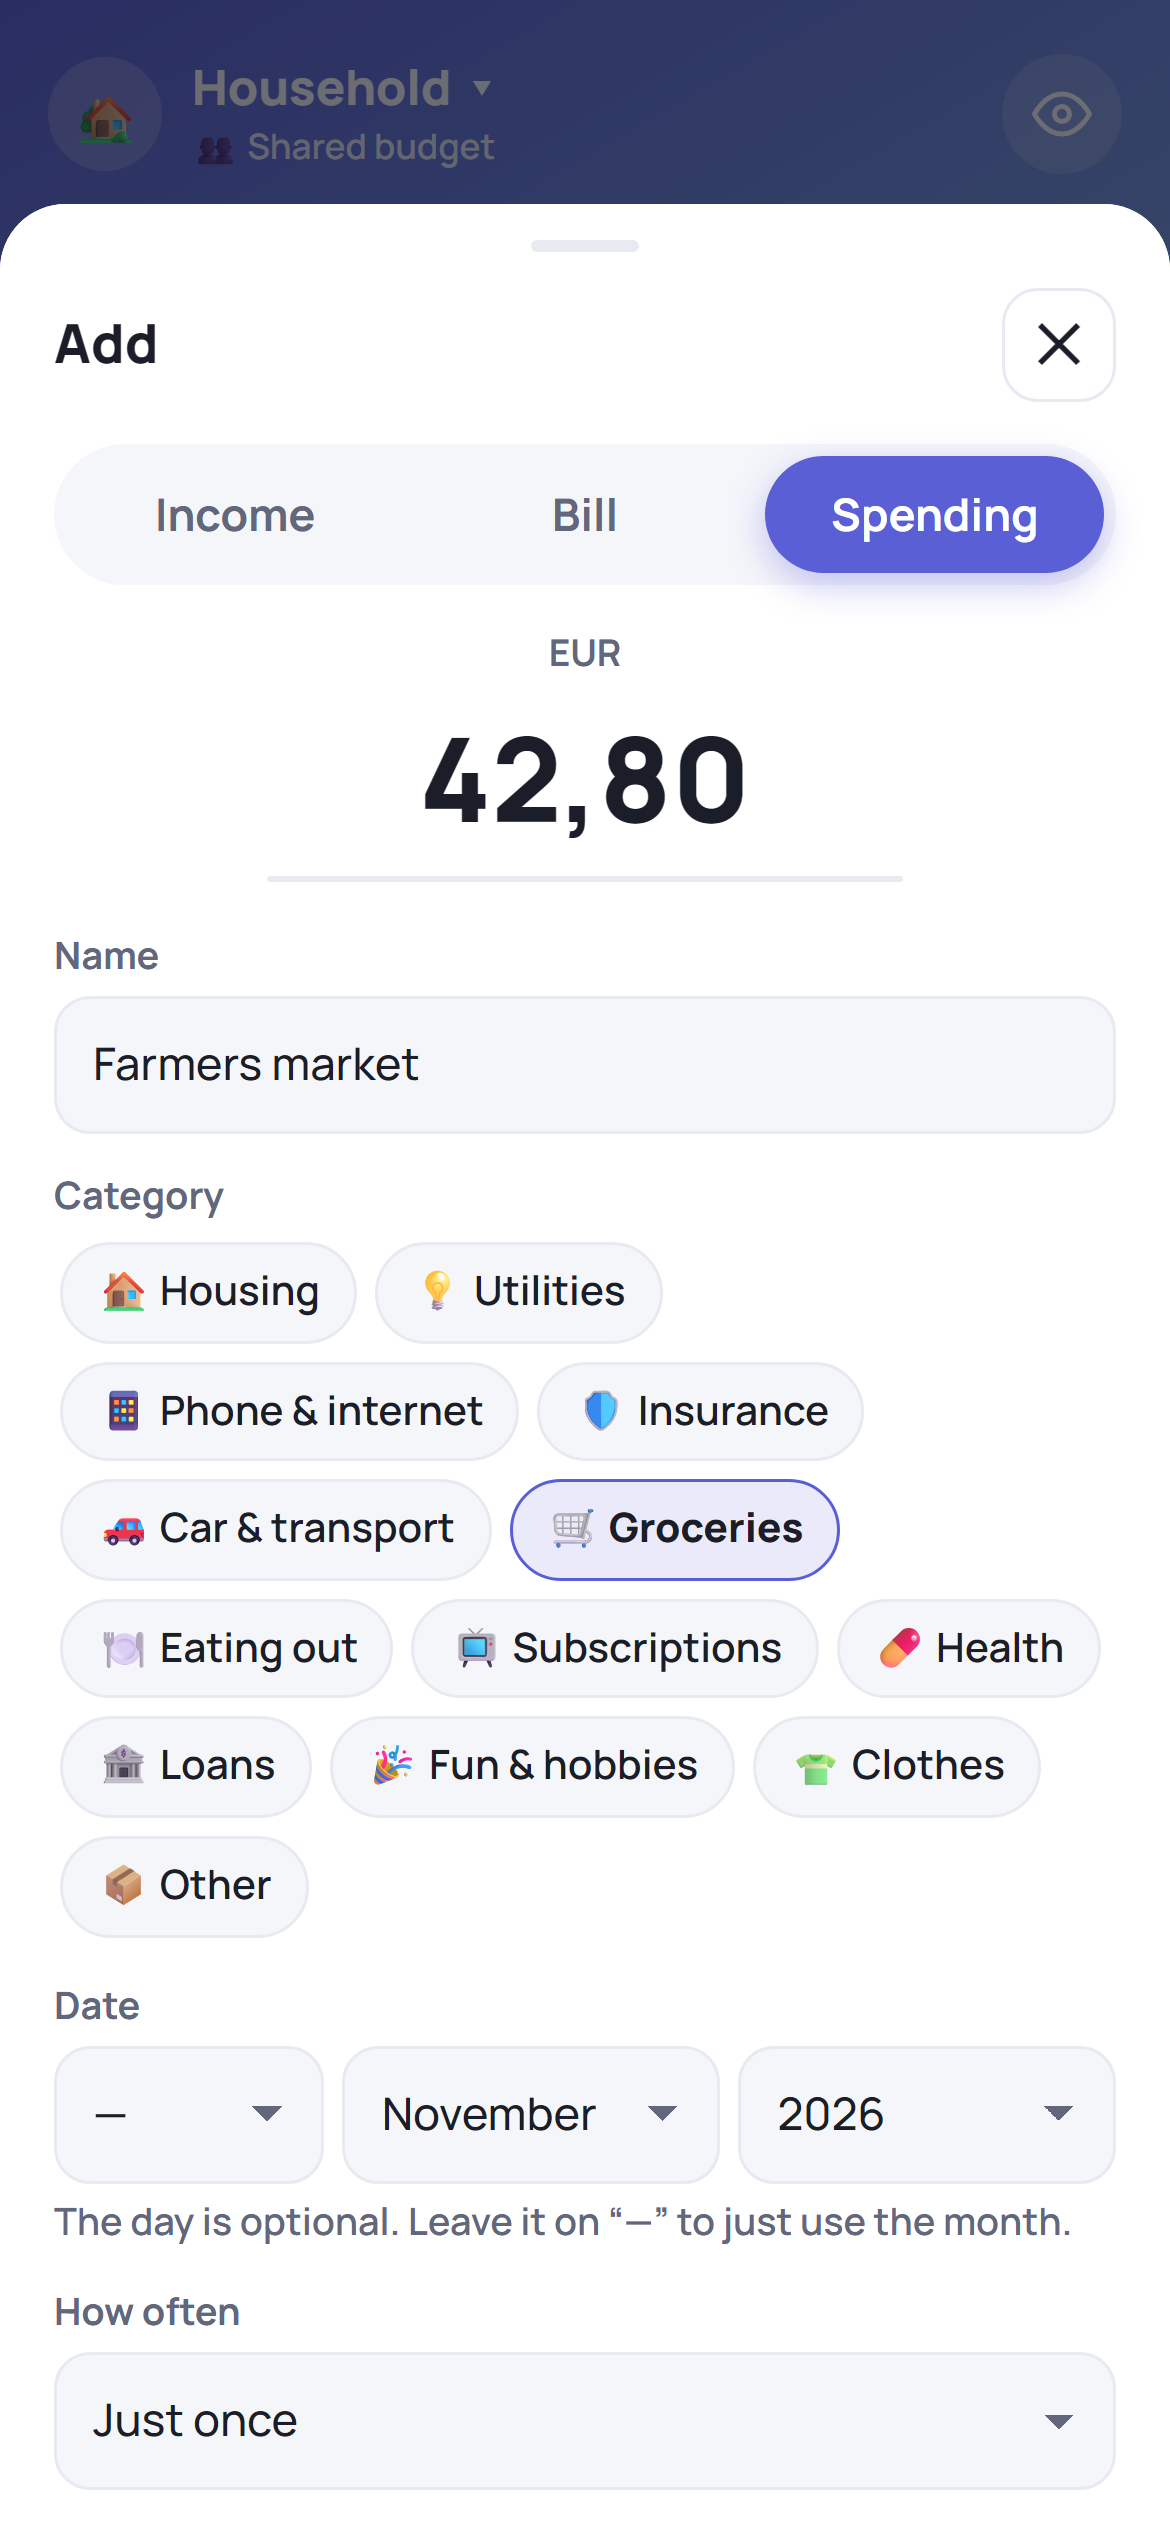 Household
Shared budget
Add
Income Bill Spending
EUR
42,80
Name
Farmers market
Category
Housing Utilities
Phone & internet Insurance
Car & transport Groceries
Eating out Subscriptions Health
Loans Fun & hobbies Clothes
Other
Date
— November 2026
The day is optional. Leave it on “—” to just use the month.
How often
Just once